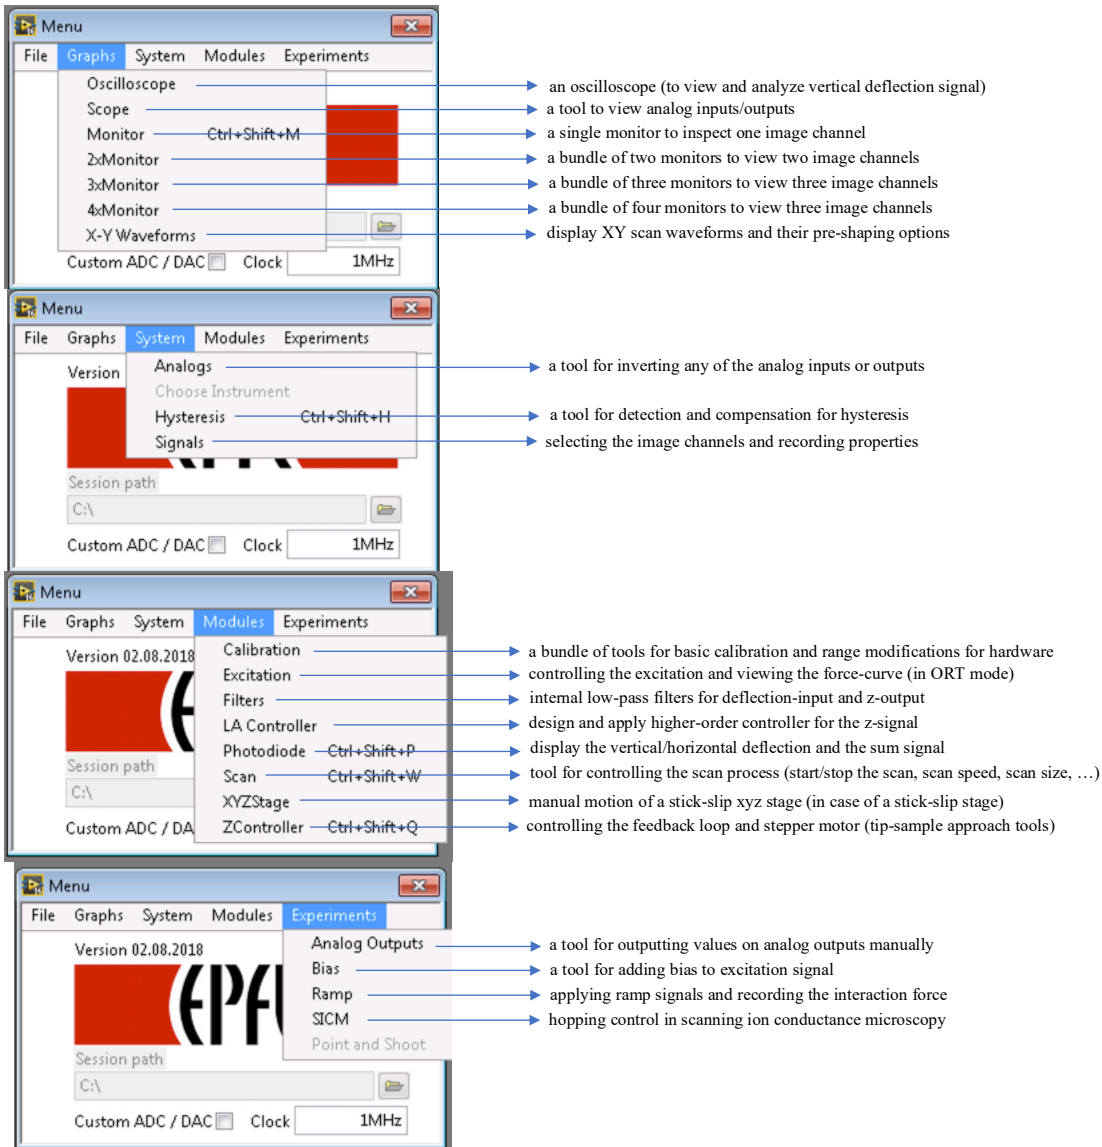 Menu
File Graphs System Modules Experiments
Oscilloscope an oscilloscope (to view and analyze vertical deflection signal)
Scope a tool to view analog inputs/outputs
Monitor Ctrl+Shift+M a single monitor to inspect one image channel
2xMonitor a bundle of two monitors to view two image channels
3xMonitor a bundle of three monitors to view three image channels
4xMonitor a bundle of four monitors to view three image channels
X-Y Waveforms display XY scan waveforms and their pre-shaping options
Custom ADC / DAC Clock 1MHz
Menu
File Graphs System Modules Experiments
Version Analogs a tool for inverting any of the analog inputs or outputs
Choose Instrument
Hysteresis Ctrl+Shift+H a tool for detection and compensation for hysteresis
Signals selecting the image channels and recording properties
Session path
C:\
Custom ADC / DAC Clock 1MHz
Menu
File Graphs System Modules Experiments
Version 02.08.2018 Calibration a bundle of tools for basic calibration and range modifications for hardware
Excitation controlling the excitation and viewing the force-curve (in ORT mode)
Filters internal low-pass filters for deflection-input and z-output
LA Controller design and apply higher-order controller for the z-signal
Photodiode Ctrl+Shift+P display the vertical/horizontal deflection and the sum signal
Session path
Scan Ctrl+Shift+W tool for controlling the scan process (start/stop the scan, scan speed, scan size, …)
C:\
XYZStage manual motion of a stick-slip xyz stage (in case of a stick-slip stage)
Custom ADC / DA ZController Ctrl+Shift+Q controlling the feedback loop and stepper motor (tip-sample approach tools)
Menu
File Graphs System Modules Experiments
Version 02.08.2018 Analog Outputs a tool for outputting values on analog outputs manually
Bias a tool for adding bias to excitation signal
Ramp applying ramp signals and recording the interaction force
SICM hopping control in scanning ion conductance microscopy
Point and Shoot
Session path
C:\
Custom ADC / DAC Clock 1MHz